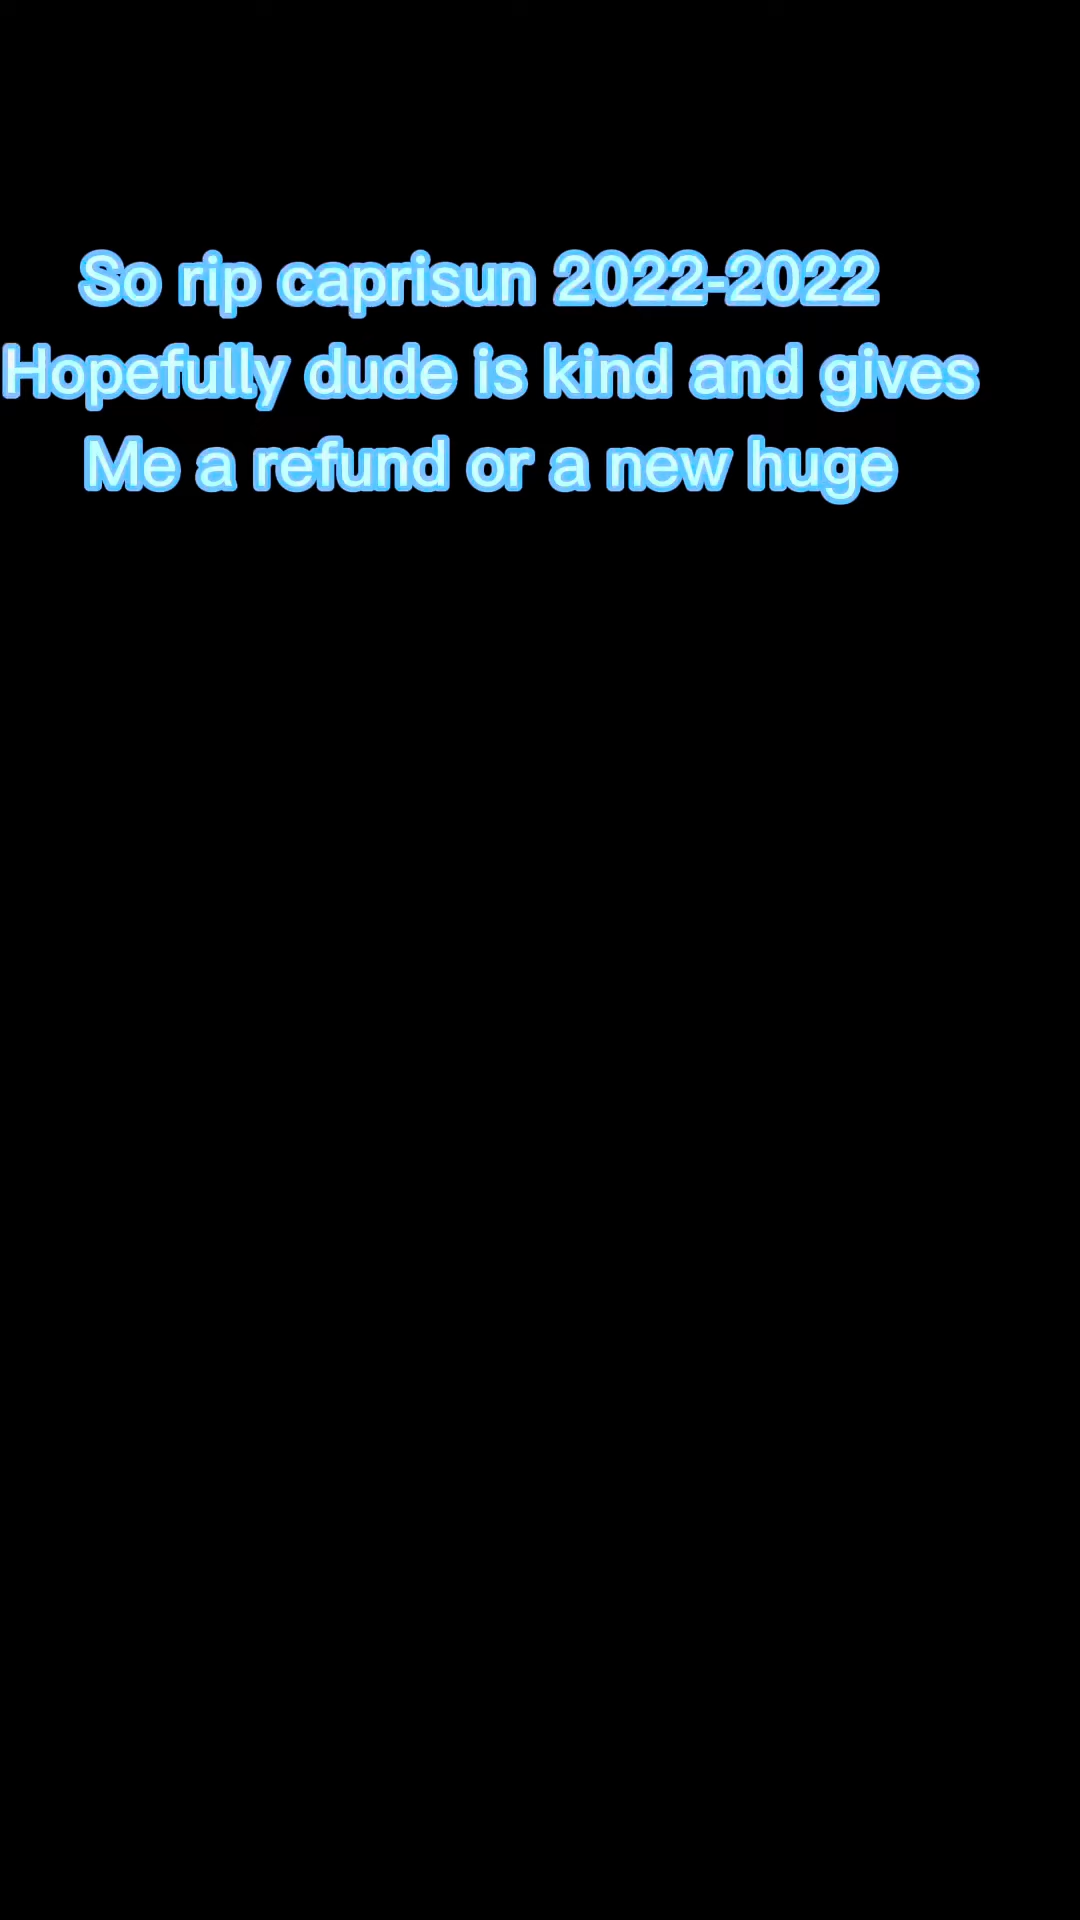 So rip caprisun 2022-2022
Hopefully dude is kind and gives
Me a refund or a new huge